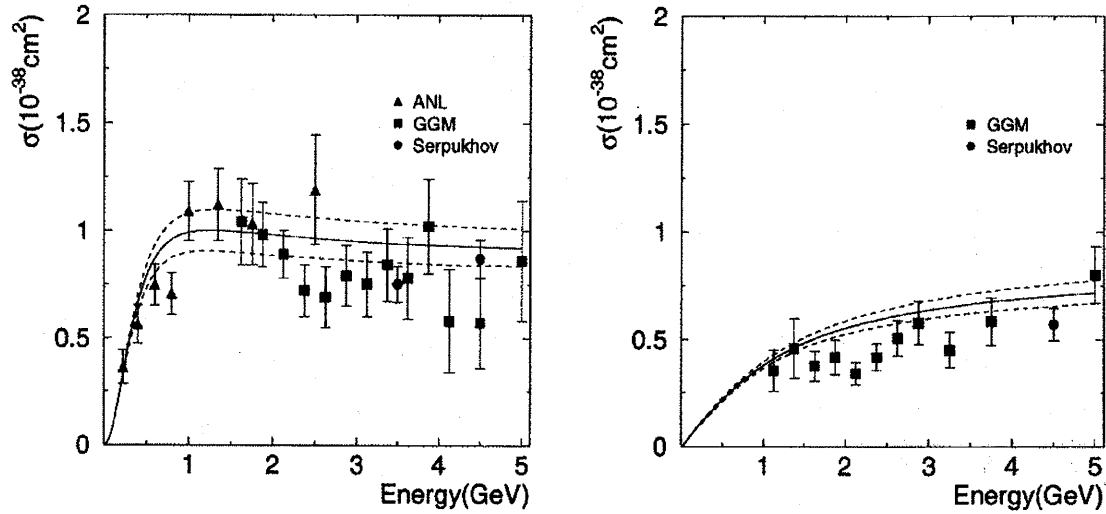 σ(10⁻³⁸cm²)
2
1.5
1
0.5
0
ANL
GGM
Serpukhov
1 2 3 4 5
Energy(GeV)
σ(10⁻³⁸cm²)
2
1.5
1
0.5
0
GGM
Serpukhov
1 2 3 4 5
Energy(GeV)